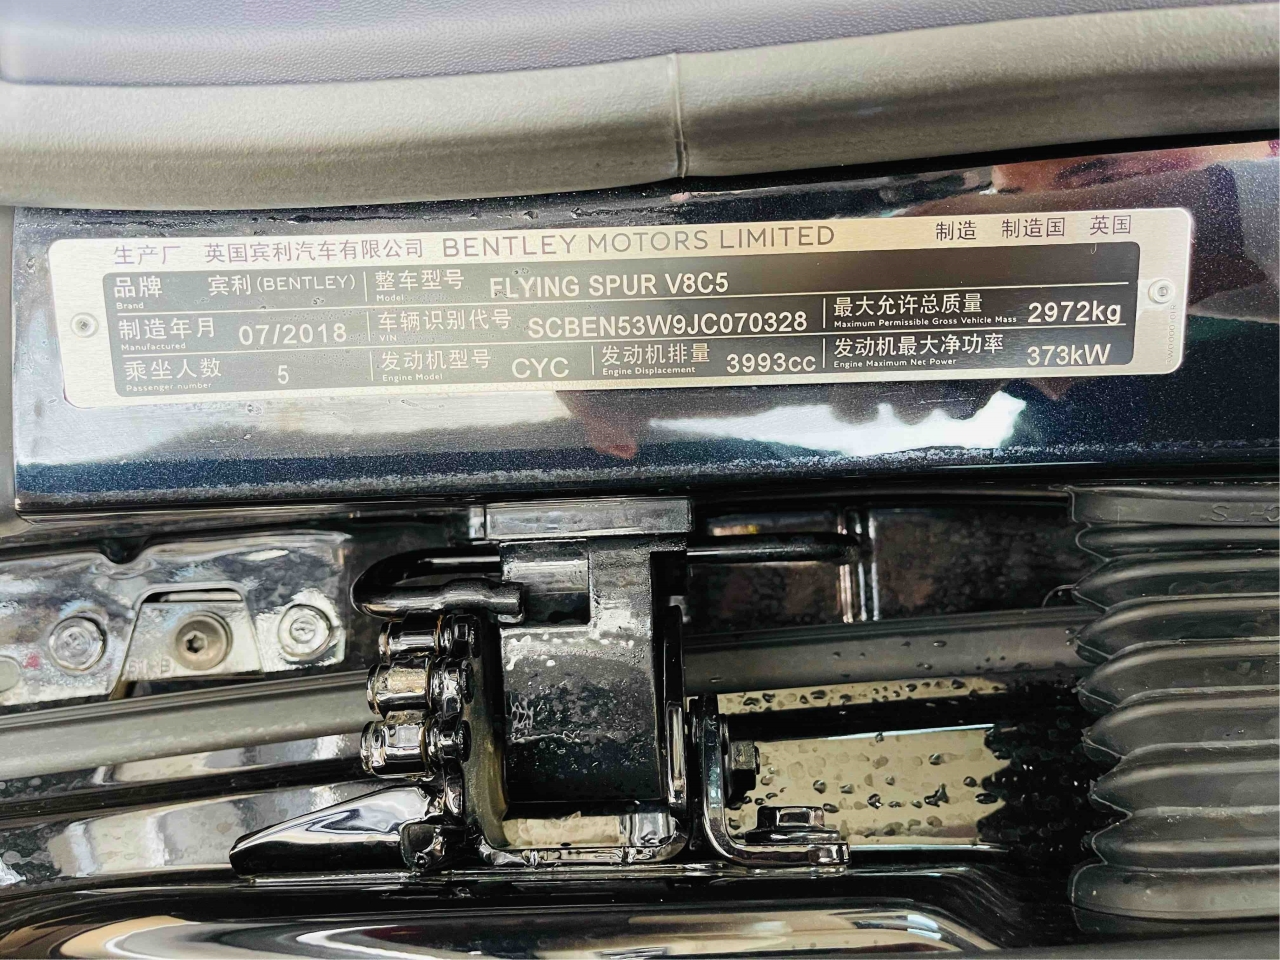 生产厂 英国宾利汽车有限公司 BENTLEY MOTORS LIMITED 制造 制造国 英国
品牌 Brand 宾利(BENTLEY) 整车型号 Model FLYING SPUR V8C5
制造年月 Manufactured 07/2018 车辆识别代号 VIN SCBEN53W9JC070328 最大允许总质量 Maximum Permissible Gross Vehicle Mass 2972kg
乘坐人数 Passenger number 5 发动机型号 Engine Model CYC 发动机排量 Engine Displacement 3993cc 发动机最大净功率 Engine Maximum Net Power 373kW